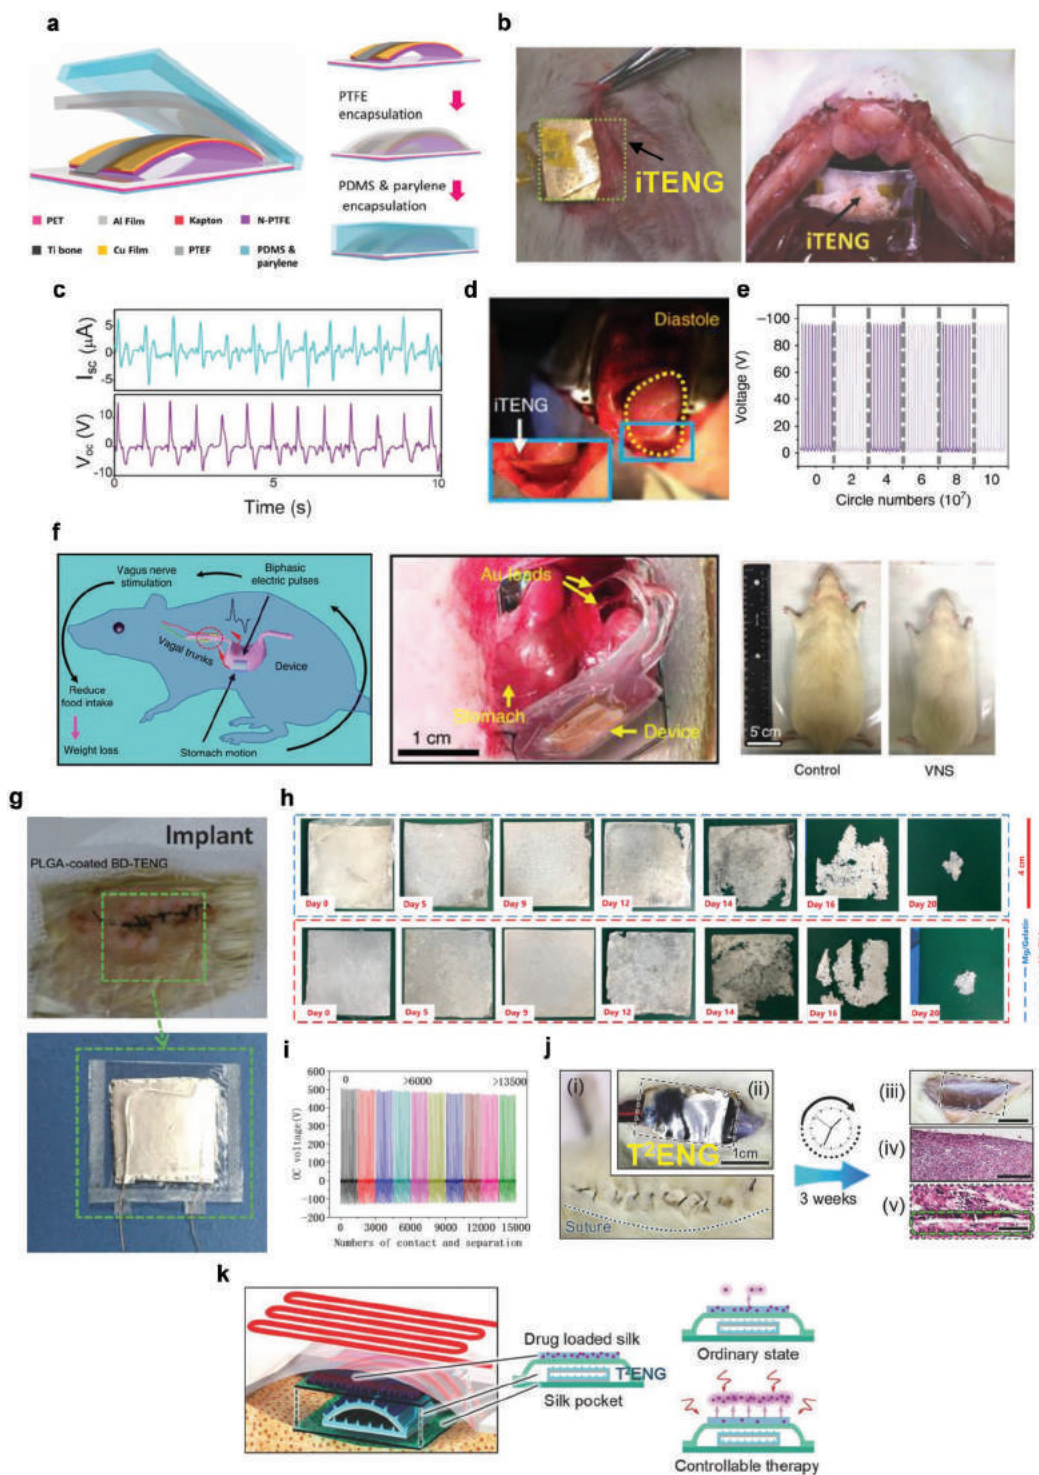 a
PTFE
encapsulation
PDMS & parylene
encapsulation
PET
Al Film
Kapton
N-PTFE
Ti bone
Cu Film
PTEF
PDMS &
parylene
b
iTENG
iTENG
c
Isc (μA)
5
0
-5
Voc (V)
10
0
-10
0
5
10
Time (s)
d
Diastole
iTENG
e
Voltage (V)
-100
80
60
40
20
0
0
2
4
6
8
10
Circle numbers (10⁷)
f
Vagus nerve
stimulation
Biphasic
electric pulses
Vagal trunks
Device
Reduce
food intake
Weight loss
Stomach motion
Au leads
Stomach
Device
1 cm
5 cm
Control
VNS
g
Implant
PLGA-coated BD-TENG
h
Day 0
Day 5
Day 9
Day 12
Day 14
Day 16
Day 20
4 cm
Day 0
Day 5
Day 9
Day 12
Day 14
Day 16
Day 20
Mg/Gelatin
i
OC voltage(V)
600
500
400
300
200
100
0
-100
-200
0
>6000
>13500
0
3000
6000
9000
12000
15000
Numbers of contact and separation
j
(i)
(ii)
T²ENG
1cm
Suture
3 weeks
(iii)
(iv)
(v)
k
Drug loaded silk
T²ENG
Silk pocket
Ordinary state
Controllable therapy